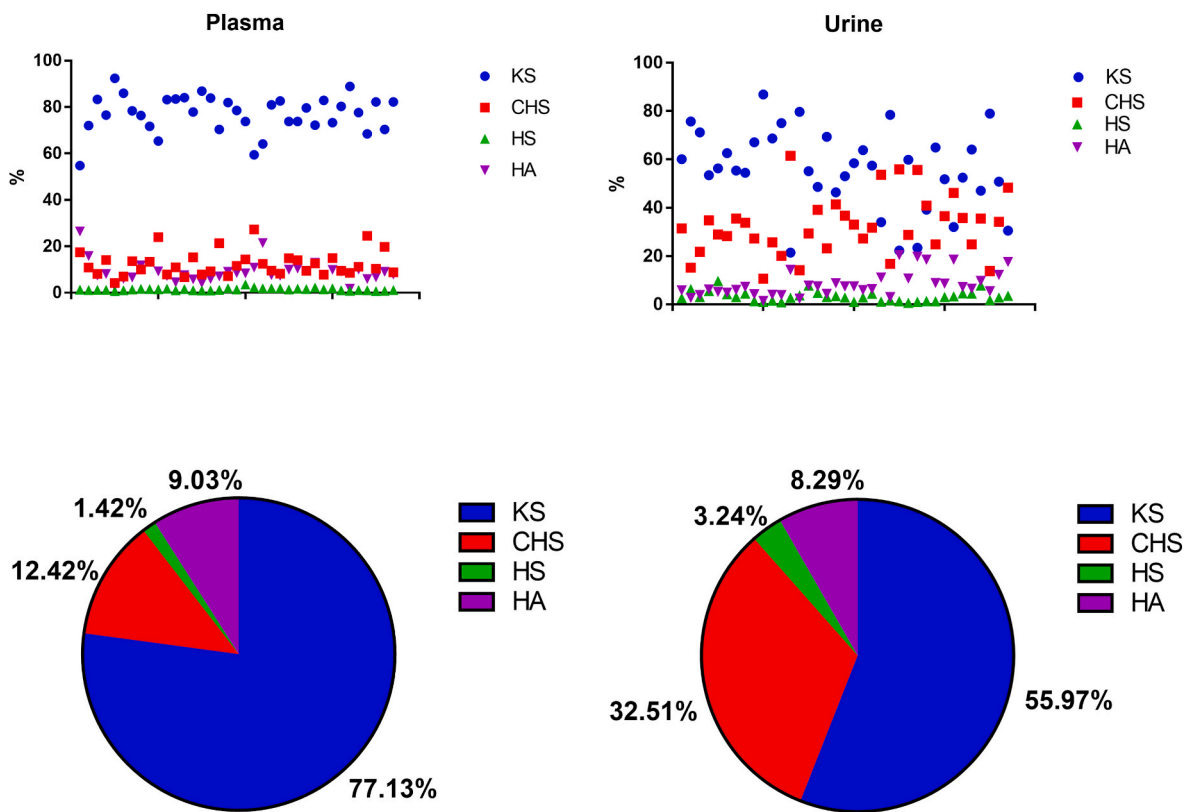 Plasma
100
80
60
40
20
0
%
KS
CHS
HS
HA
Urine
100
80
60
40
20
0
%
KS
CHS
HS
HA
9.03%
1.42%
12.42%
77.13%
KS
CHS
HS
HA
8.29%
3.24%
32.51%
55.97%
KS
CHS
HS
HA